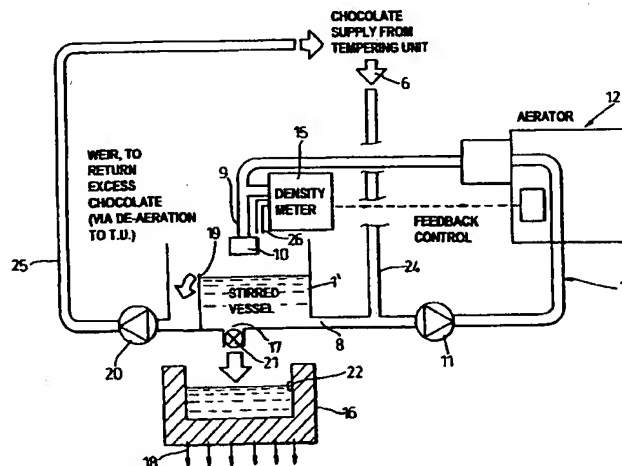 CHOCOLATE
SUPPLY FROM
TEMPERING UNIT
6
12
AERATOR
15
WEIR, TO
RETURN
EXCESS
CHOCOLATE
(VIA DE-AERATION
TO T.U.)
9
DENSITY
METER
26
FEEDBACK
CONTROL
10
19
25
24
1'
STIRRED
VESSEL
8
17
20
21
11
22
16
18